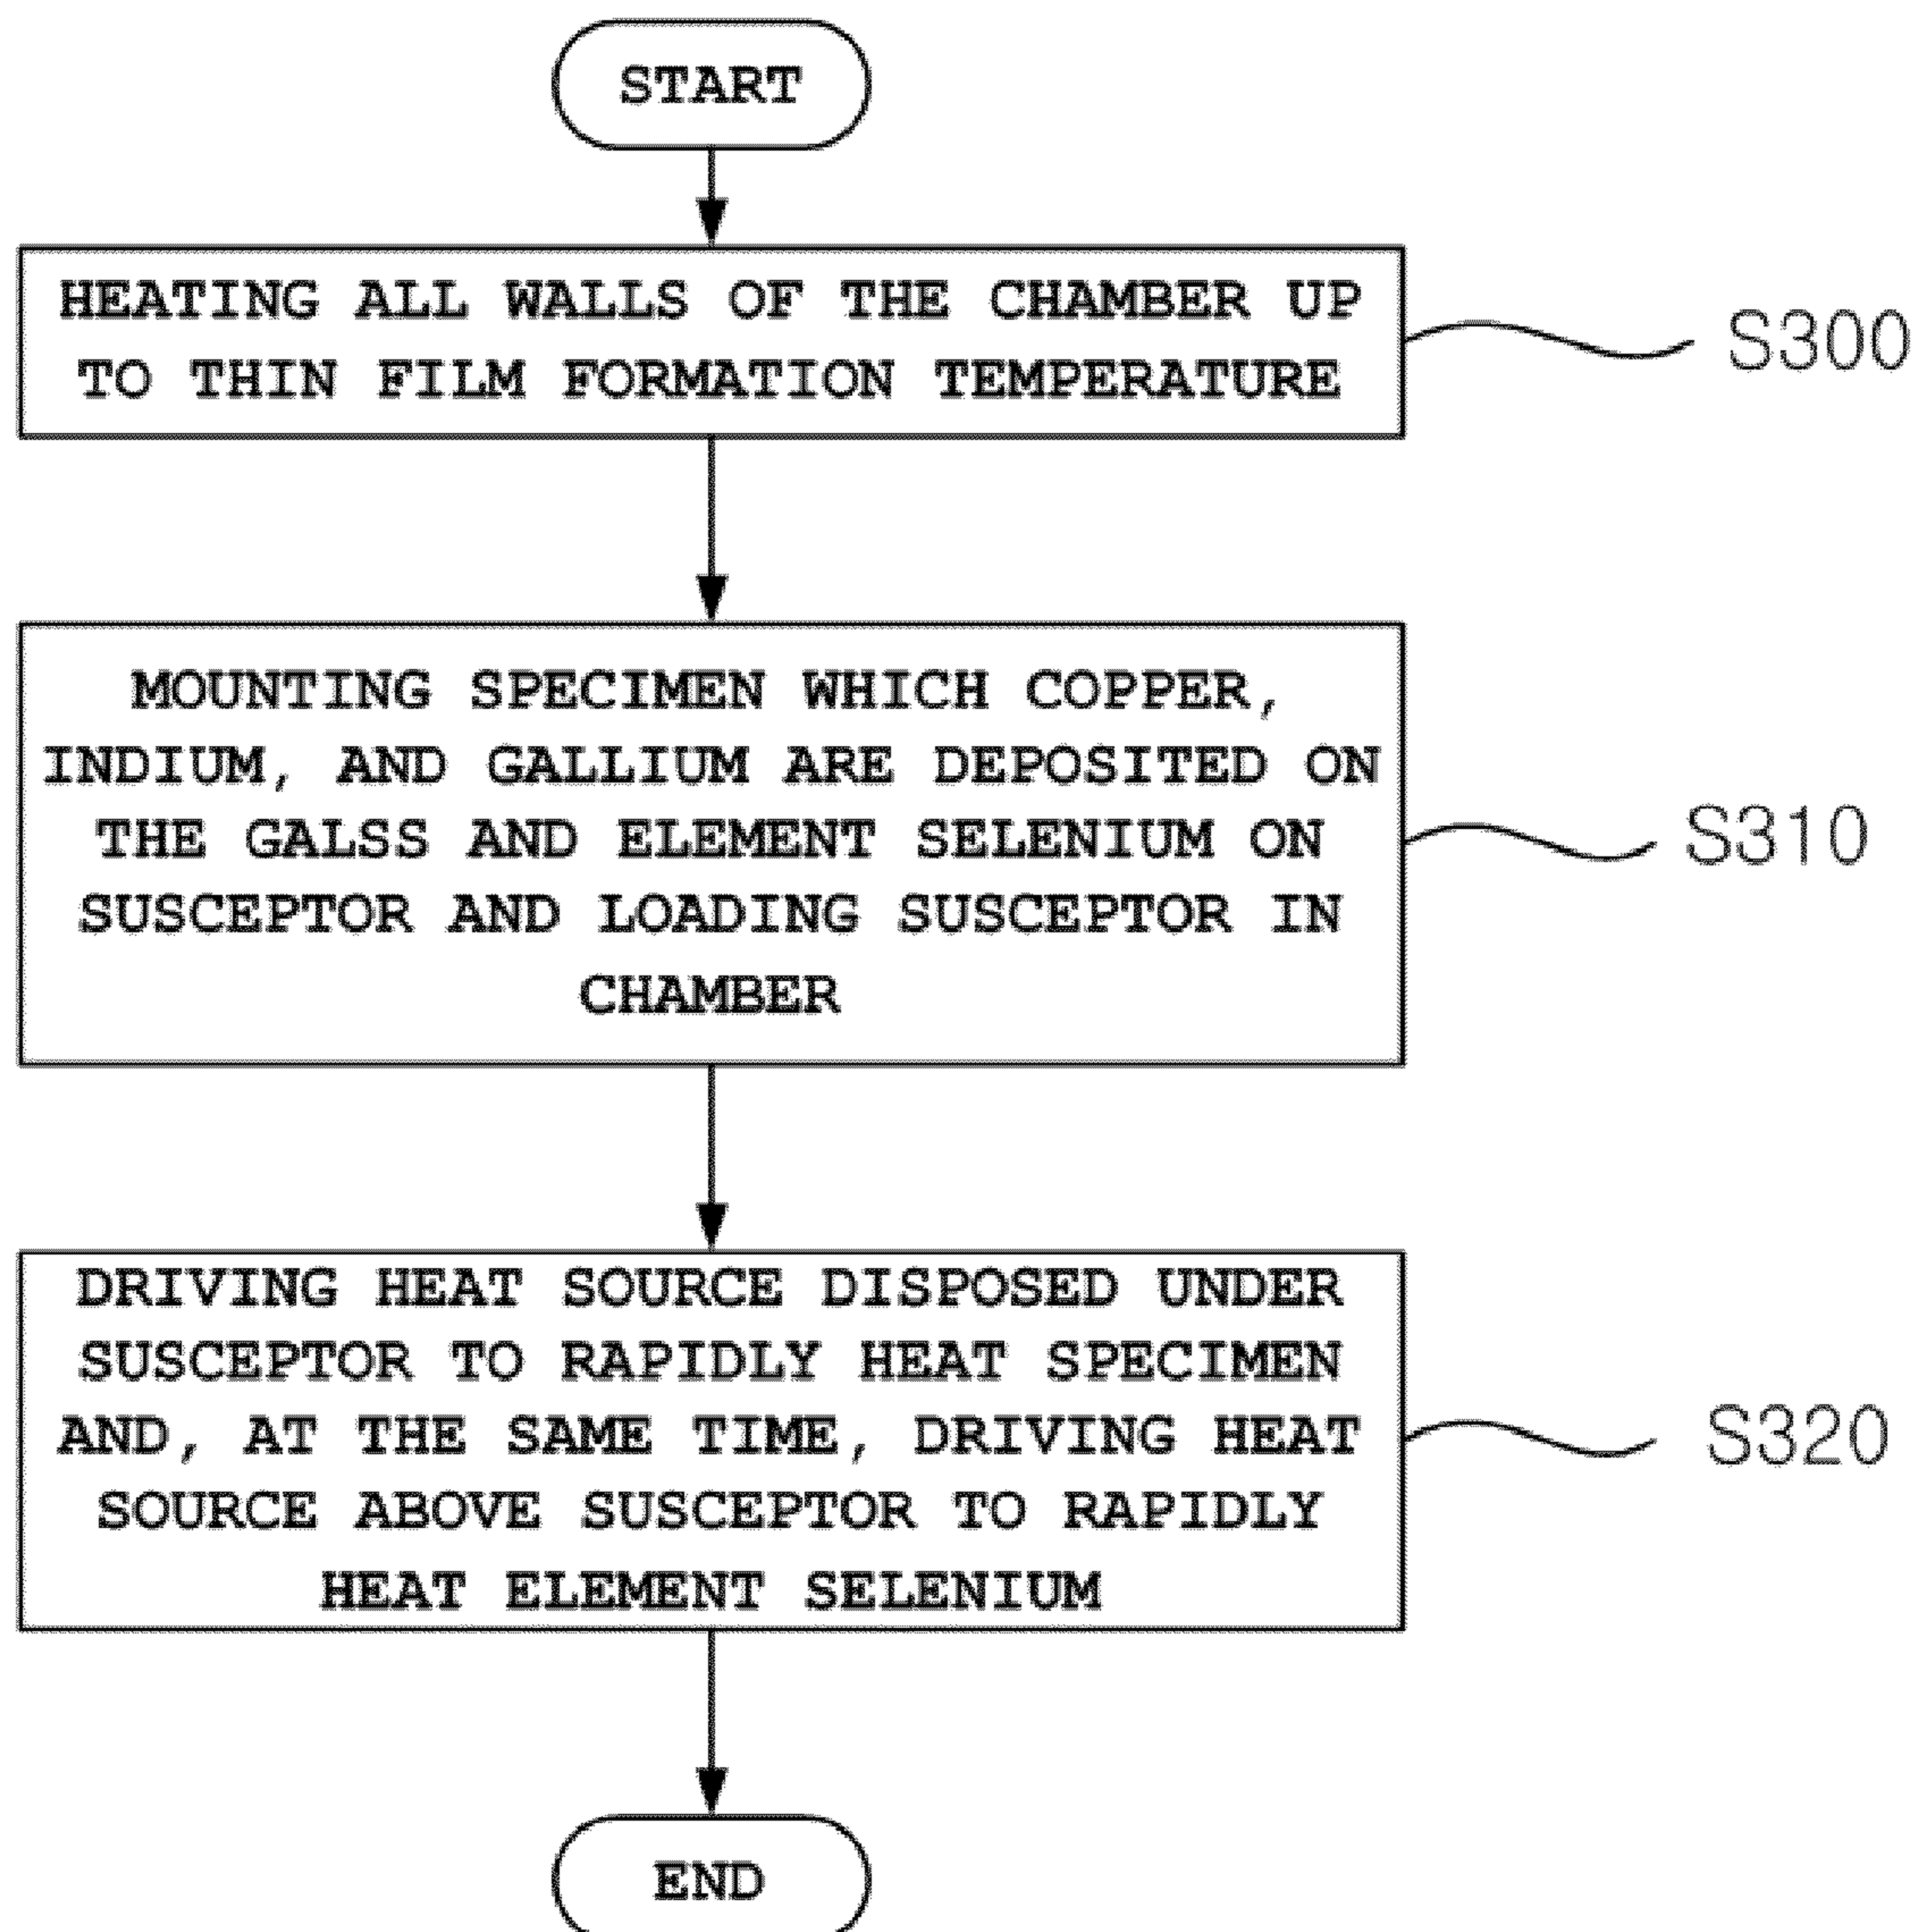 START
HEATING ALL WALLS OF THE CHAMBER UP
TO THIN FILM FORMATION TEMPERATURE
S300
MOUNTING SPECIMEN WHICH COPPER,
INDIUM, AND GALLIUM ARE DEPOSITED ON
THE GALSS AND ELEMENT SELENIUM ON
SUSCEPTOR AND LOADING SUSCEPTOR IN
CHAMBER
S310
DRIVING HEAT SOURCE DISPOSED UNDER
SUSCEPTOR TO RAPIDLY HEAT SPECIMEN
AND, AT THE SAME TIME, DRIVING HEAT
SOURCE ABOVE SUSCEPTOR TO RAPIDLY
HEAT ELEMENT SELENIUM
S320
END